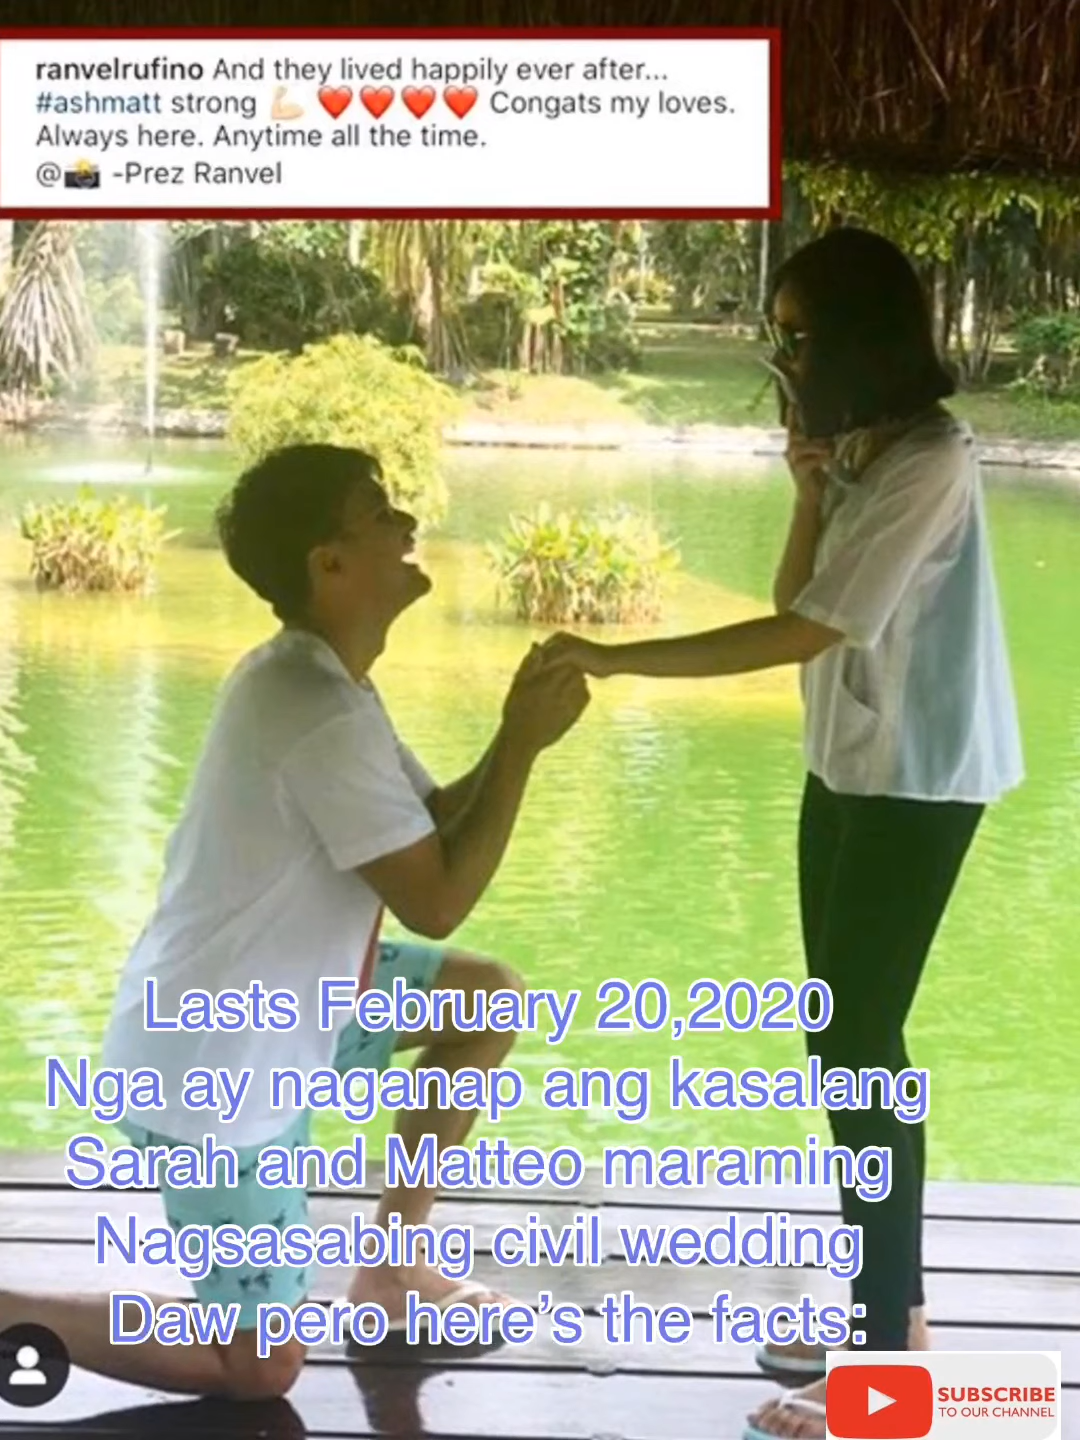 ranvelrufino And they lived happily ever after...
#ashmatt strong 💪🏻 ❤️❤️❤️❤️ Congats my loves.
Always here. Anytime all the time.
@📸 -Prez Ranvel
Lasts February 20,2020
Nga ay naganap ang kasalang
Sarah and Matteo maraming
Nagsasabing civil wedding
Daw pero here’s the facts:
SUBSCRIBE
TO OUR CHANNEL